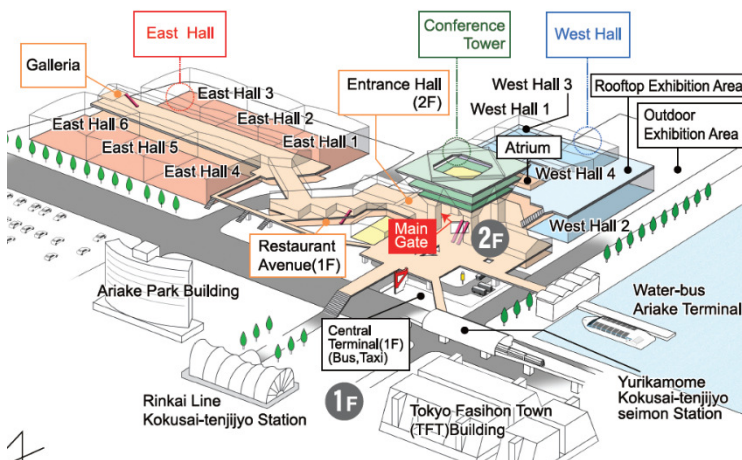 East Hall
Conference
Tower
West Hall
Galleria
Entrance Hall
(2F)
West Hall 3
West Hall 1
Rooftop Exhibition Area
Outdoor
Exhibition Area
East Hall 3
East Hall 2
East Hall 1
East Hall 6
East Hall 5
East Hall 4
Atrium
West Hall 4
West Hall 2
Main
Gate
2F
Restaurant
Avenue(1F)
Ariake Park Building
Water-bus
Ariake Terminal
Central
Terminal(1F)
(Bus,Taxi)
Rinkai Line
Kokusai-tenjijyo Station
1F
Tokyo Fasihon Town
(TFT)Building
Yurikamome
Kokusai-tenjijyo
seimon Station